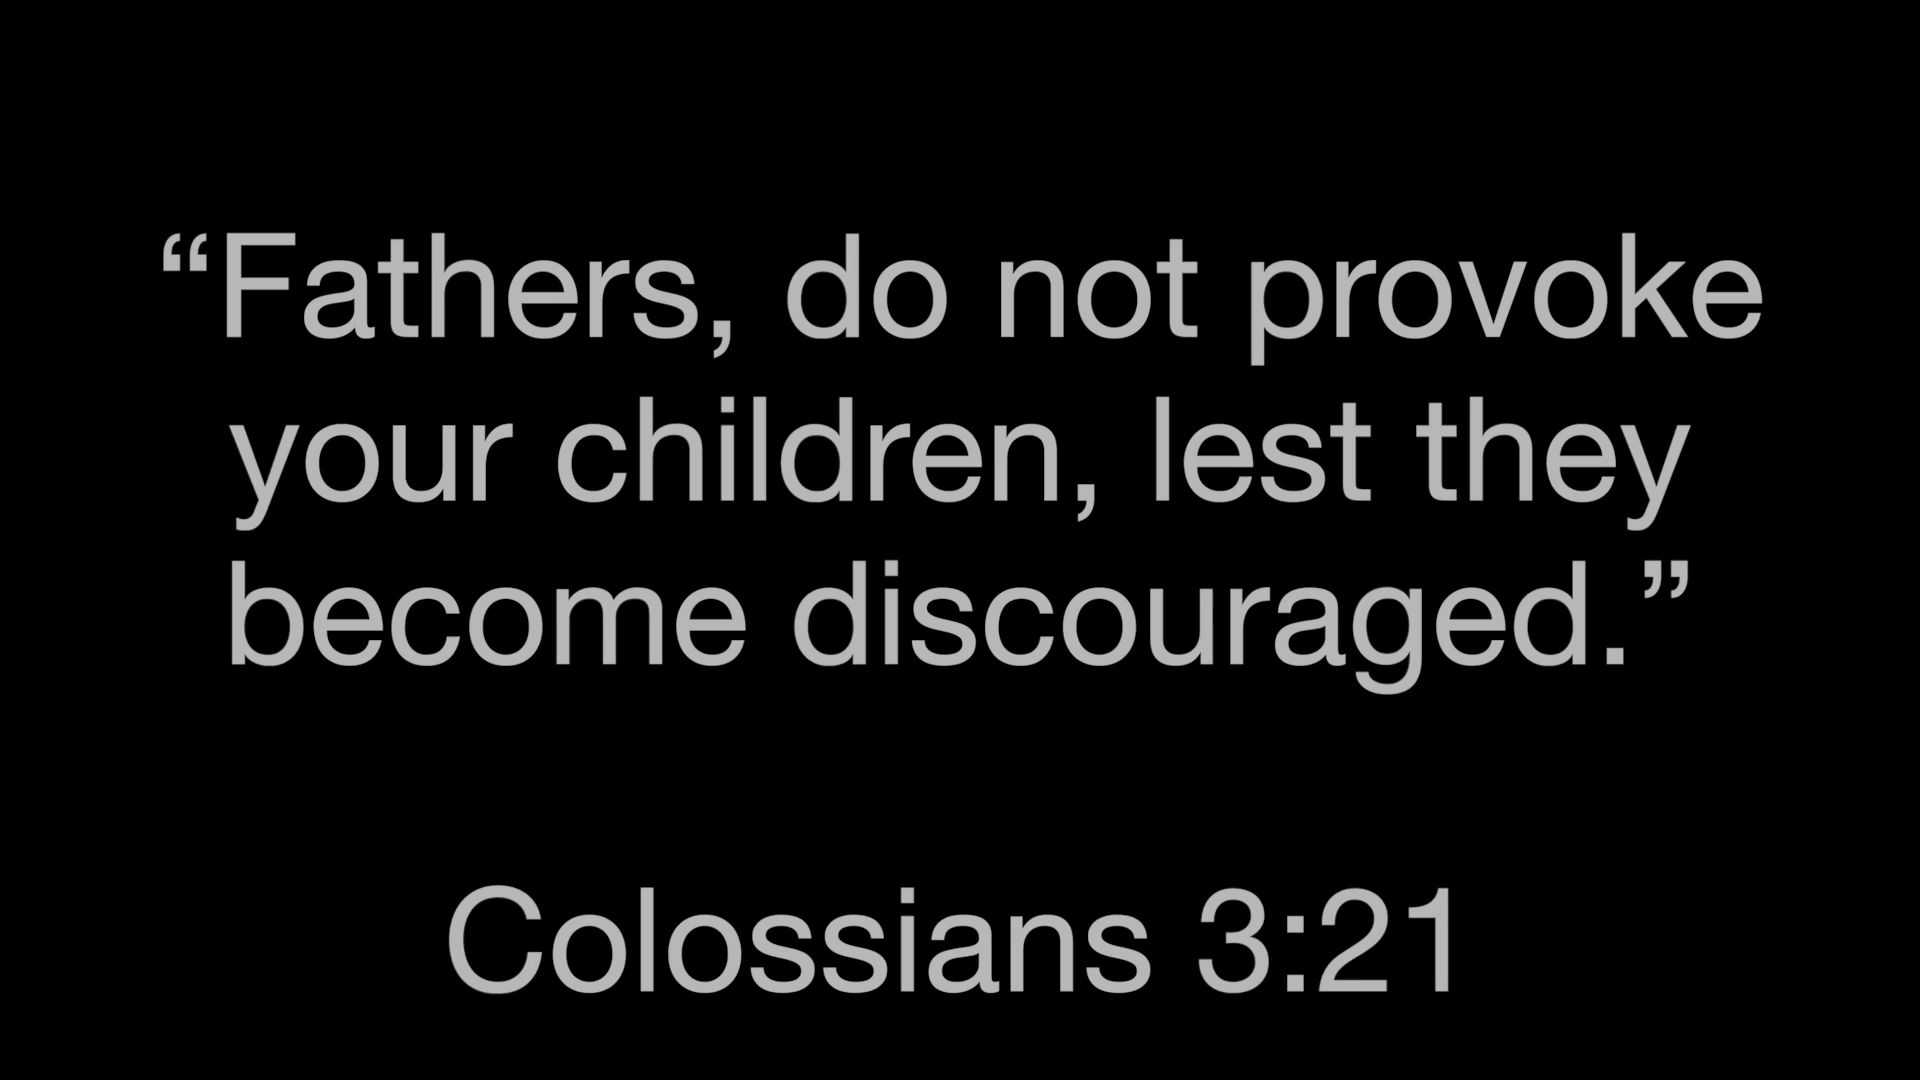 “Fathers, do not provoke
your children, lest they
become discouraged.”
Colossians 3:21